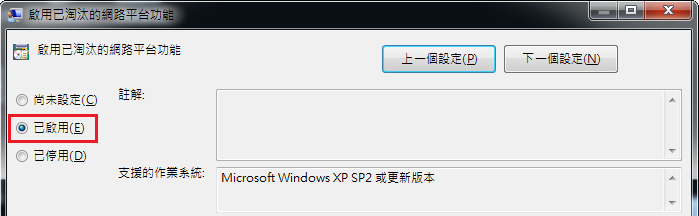 啟用已淘汰的網路平台功能
啟用已淘汰的網路平台功能
上一個設定(P)
下一個設定(N)
尚未設定(C)
註解:
已啟用(E)
已停用(D)
支援的作業系統:
Microsoft Windows XP SP2 或更新版本